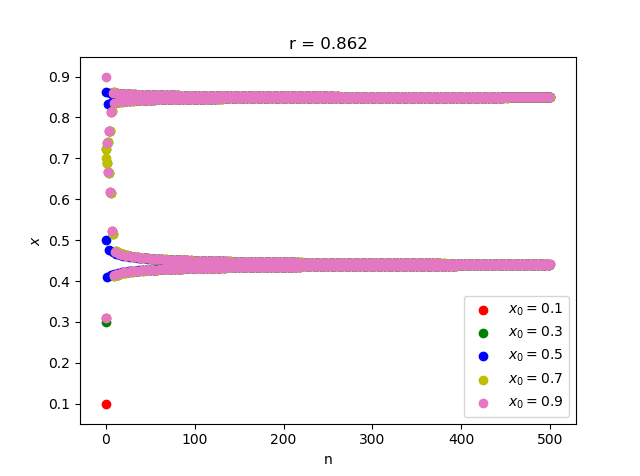 r = 0.862
0.9
0.8
0.7
0.6
0.5
0.4
0.3
0.2
0.1
x
0 100 200 300 400 500
n
x₀ = 0.1
x₀ = 0.3
x₀ = 0.5
x₀ = 0.7
x₀ = 0.9